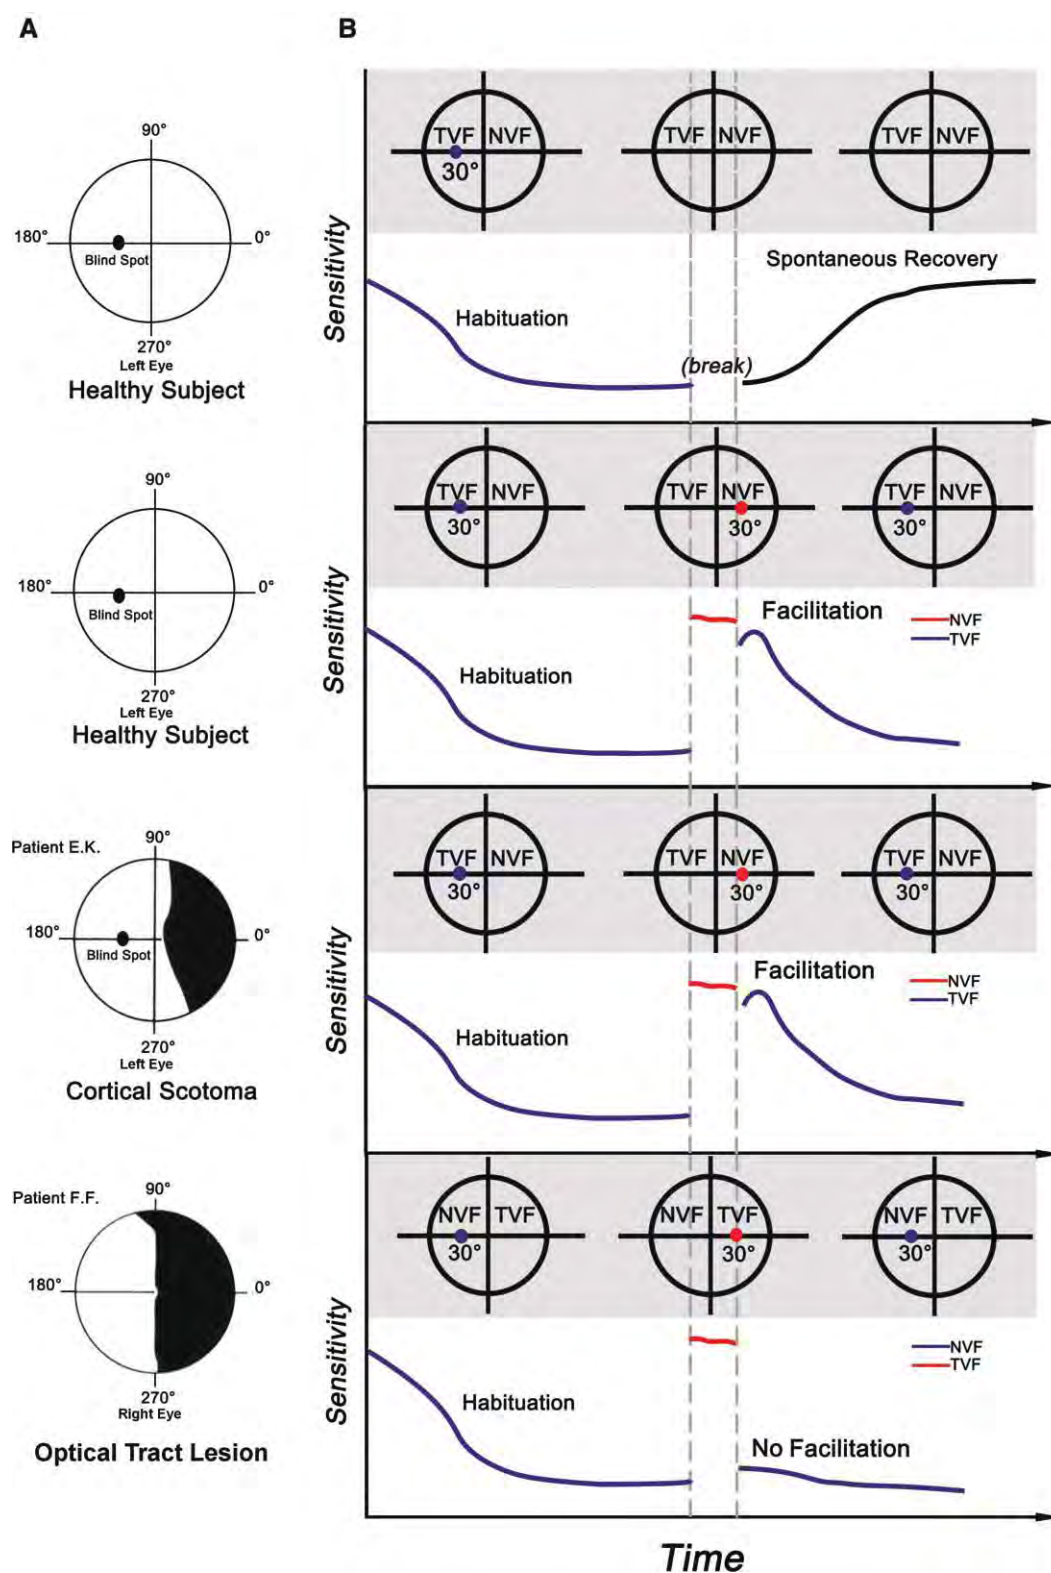 A
B
90°
180°
0°
Blind Spot
270°
Left Eye
Healthy Subject
Sensitivity
TVF NVF
30°
TVF NVF
TVF NVF
Habituation
(break)
Spontaneous Recovery
90°
180°
0°
Blind Spot
270°
Left Eye
Healthy Subject
Sensitivity
TVF NVF
30°
TVF NVF
30°
TVF NVF
30°
Habituation
Facilitation
NVF
TVF
Patient E.K.
90°
180°
0°
Blind Spot
270°
Left Eye
Cortical Scotoma
Sensitivity
TVF NVF
30°
TVF NVF
30°
TVF NVF
30°
Habituation
Facilitation
NVF
TVF
Patient F.F.
90°
180°
0°
270°
Right Eye
Optical Tract Lesion
Sensitivity
NVF TVF
30°
NVF TVF
30°
NVF TVF
30°
Habituation
No Facilitation
NVF
TVF
Time